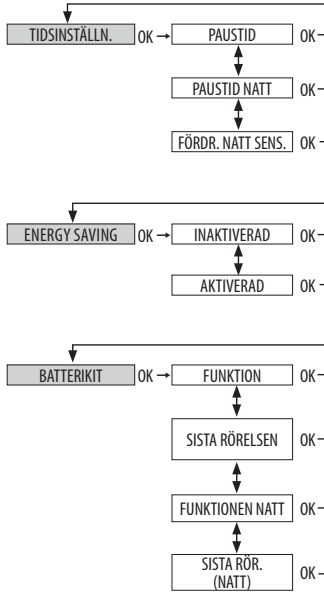 TIDSINSTÄLLN. OK PAUSTID OK
PAUSTID NATT OK
FÖRDR. NATT SENS. OK
ENERGY SAVING OK INAKTIVERAD OK
AKTIVERAD OK
BATTERIKIT OK FUNKTION OK
SISTA RÖRELSEN OK
FUNKTIONEN NATT OK
SISTA RÖR.
(NATT) OK